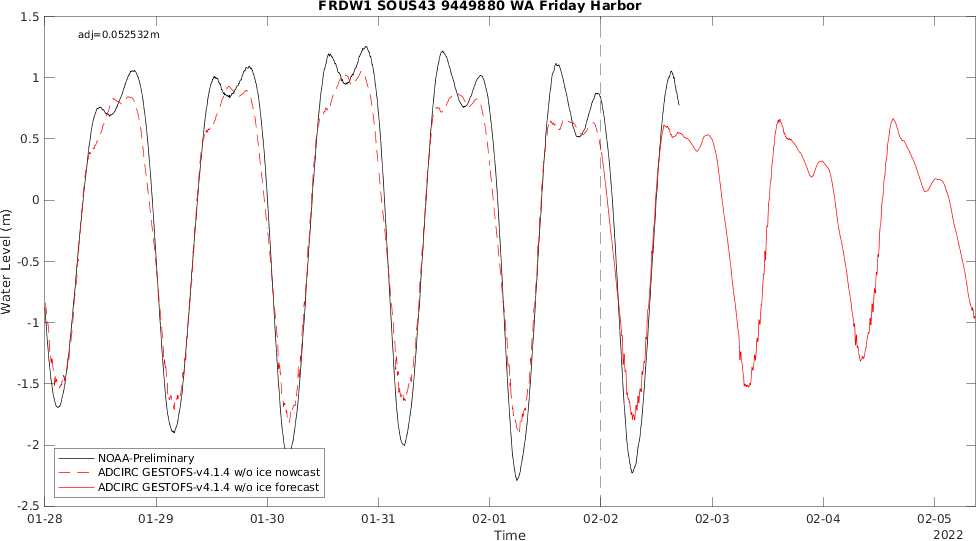 FRDW1 SOUS43 9449880 WA Friday Harbor
adj=0.052532m
1.5
1
0.5
0
-0.5
-1
-1.5
-2
-2.5
Water Level (m)
NOAA-Preliminary
ADCIRC GESTOFS-v4.1.4 w/o ice nowcast
ADCIRC GESTOFS-v4.1.4 w/o ice forecast
01-28 01-29 01-30 01-31 02-01 02-02 02-03 02-04 02-05
Time
2022